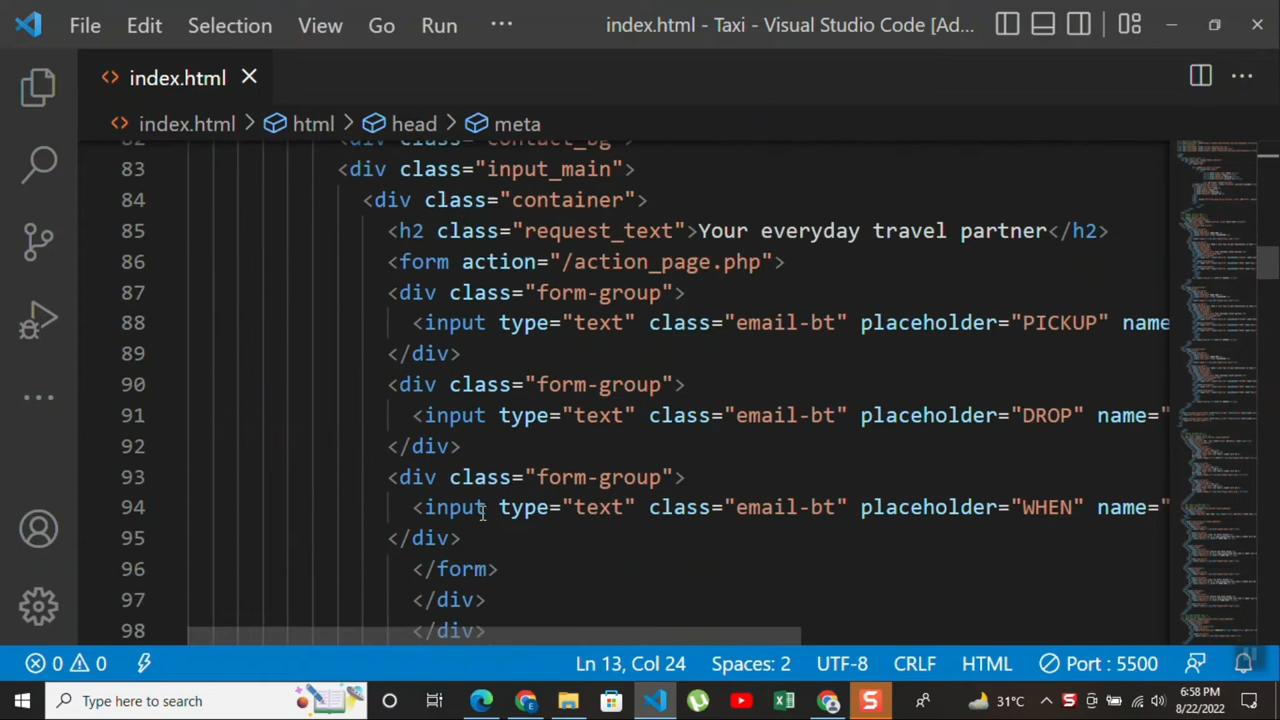 File Edit Selection View Go Run ··· index.html - Taxi - Visual Studio Code [Ad...
index.html
index.html > html > head > meta
82 <div class="contact_bg">
83 <div class="input_main">
84 <div class="container">
85 <h2 class="request_text">Your everyday travel partner</h2>
86 <form action="/action_page.php">
87 <div class="form-group">
88 <input type="text" class="email-bt" placeholder="PICKUP" name
89 </div>
90 <div class="form-group">
91 <input type="text" class="email-bt" placeholder="DROP" name="
92 </div>
93 <div class="form-group">
94 <input type="text" class="email-bt" placeholder="WHEN" name="
95 </div>
96 </form>
97 </div>
98 </div>
0 0 Ln 13, Col 24 Spaces: 2 UTF-8 CRLF HTML Port : 5500
Type here to search 31°C 6:58 PM
8/22/2022